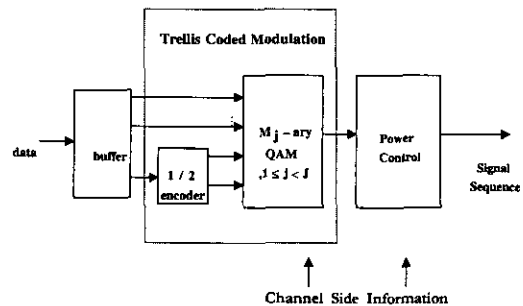 Trellis Coded Modulation
data
buffer
1 / 2
encoder
M j - ary
QAM
, 1 ≤ j < J
Power
Control
Signal
Sequence
Channel Side Information